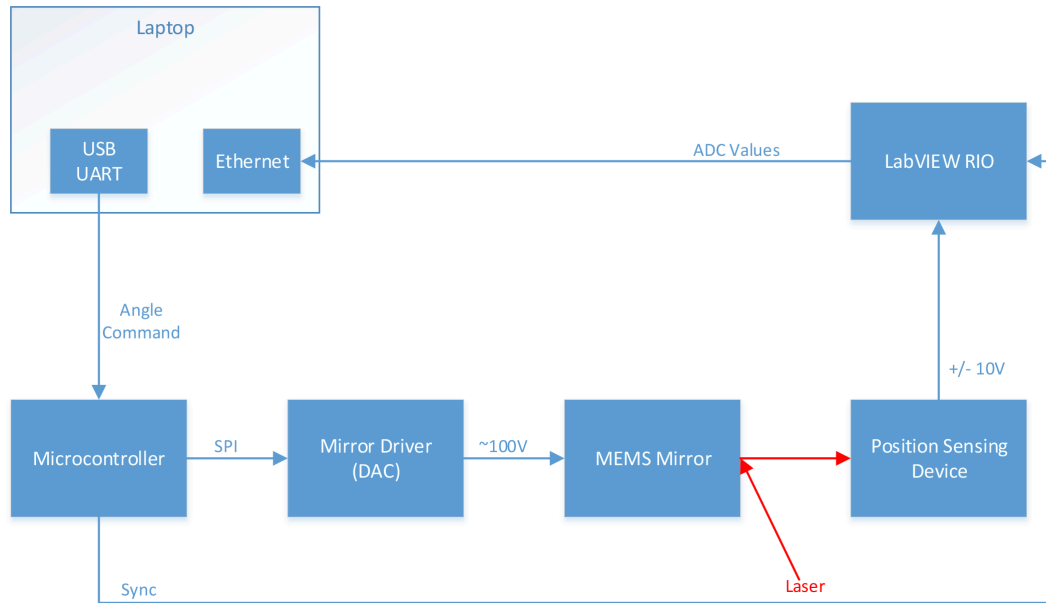 Laptop
USB
UART
Ethernet
ADC Values
LabVIEW RIO
Angle
Command
+/- 10V
Microcontroller
SPI
Mirror Driver
(DAC)
~100V
MEMS Mirror
Position Sensing
Device
Sync
Laser